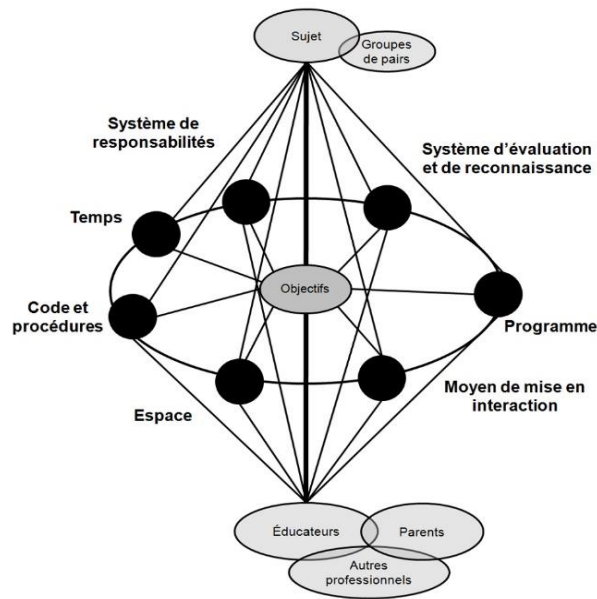 Sujet
Groupes
de pairs
Système de
responsabilités
Système d’évaluation
et de reconnaissance
Temps
Objectifs
Code et
procédures
Programme
Espace
Moyen de mise en
interaction
Éducateurs
Parents
Autres
professionnels